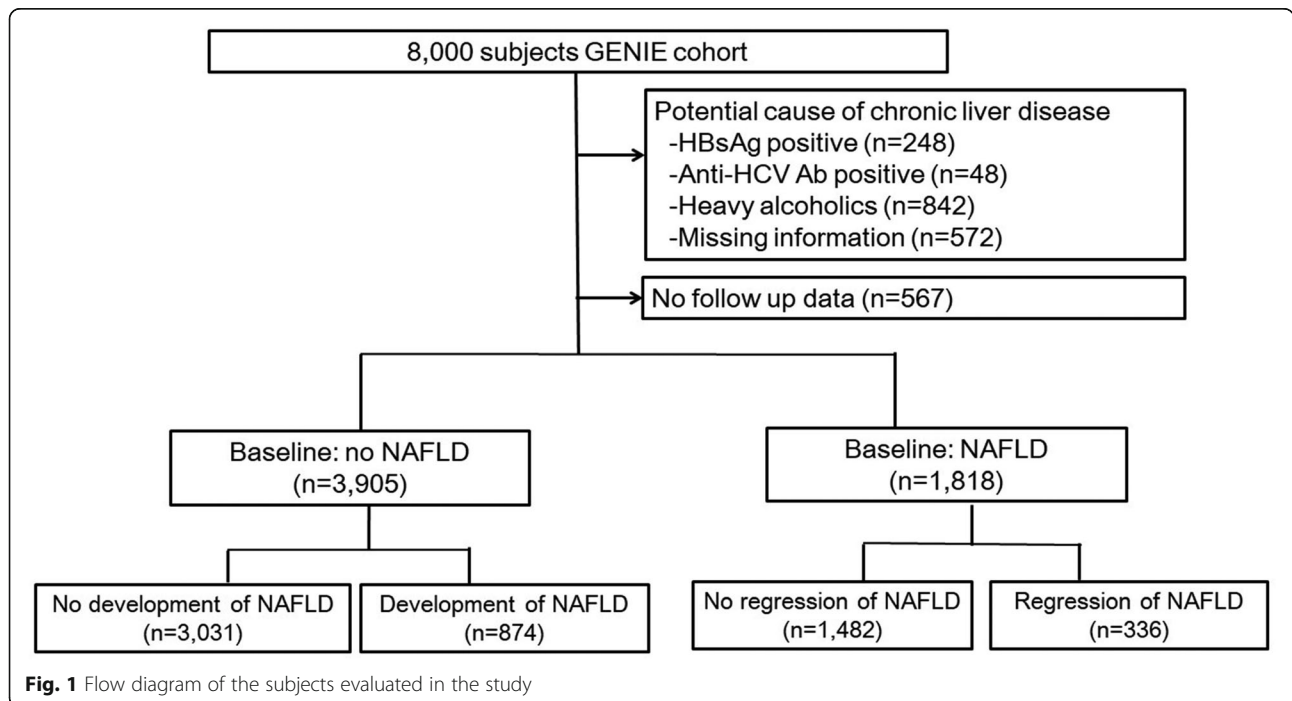 8,000 subjects GENIE cohort
Potential cause of chronic liver disease
-HBsAg positive (n=248)
-Anti-HCV Ab positive (n=48)
-Heavy alcoholics (n=842)
-Missing information (n=572)
No follow up data (n=567)
Baseline: no NAFLD
(n=3,905)
Baseline: NAFLD
(n=1,818)
No development of NAFLD
(n=3,031)
Development of NAFLD
(n=874)
No regression of NAFLD
(n=1,482)
Regression of NAFLD
(n=336)
Fig. 1 Flow diagram of the subjects evaluated in the study